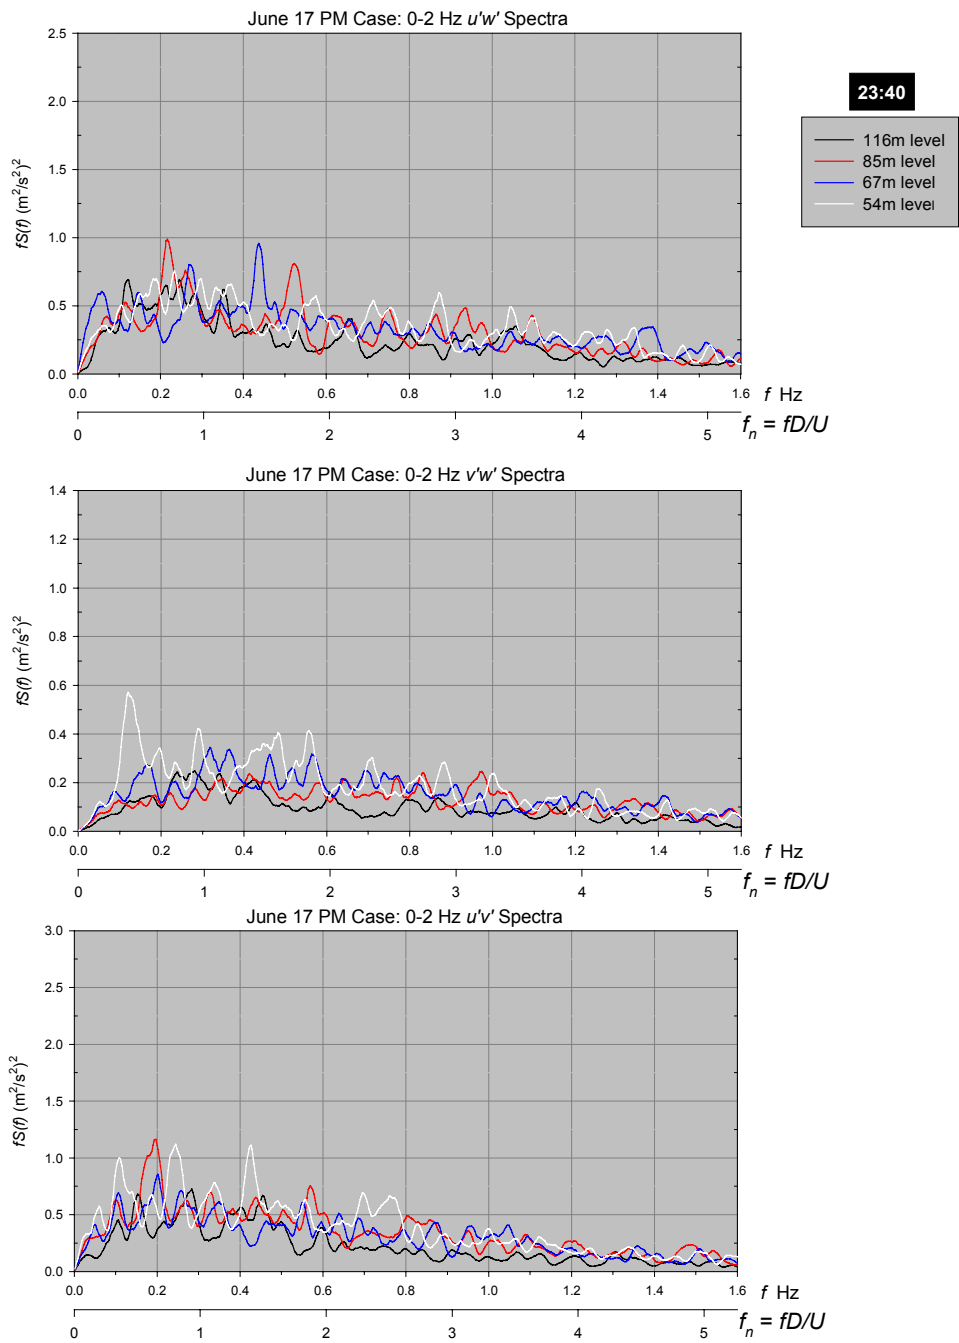 June 17 PM Case: 0-2 Hz u'w' Spectra
2.5
2.0
1.5
1.0
0.5
0.0
fS(f) (m²/s²)²
0.0 0.2 0.4 0.6 0.8 1.0 1.2 1.4 1.6
f Hz
0 1 2 3 4 5
fₙ = fD/U
23:40
116m level
85m level
67m level
54m level
June 17 PM Case: 0-2 Hz v'w' Spectra
1.4
1.2
1.0
0.8
0.6
0.4
0.2
0.0
fS(f) (m²/s²)²
0.0 0.2 0.4 0.6 0.8 1.0 1.2 1.4 1.6
f Hz
0 1 2 3 4 5
fₙ = fD/U
June 17 PM Case: 0-2 Hz u'v' Spectra
3.0
2.5
2.0
1.5
1.0
0.5
0.0
fS(f) (m²/s²)²
0.0 0.2 0.4 0.6 0.8 1.0 1.2 1.4 1.6
f Hz
0 1 2 3 4 5
fₙ = fD/U